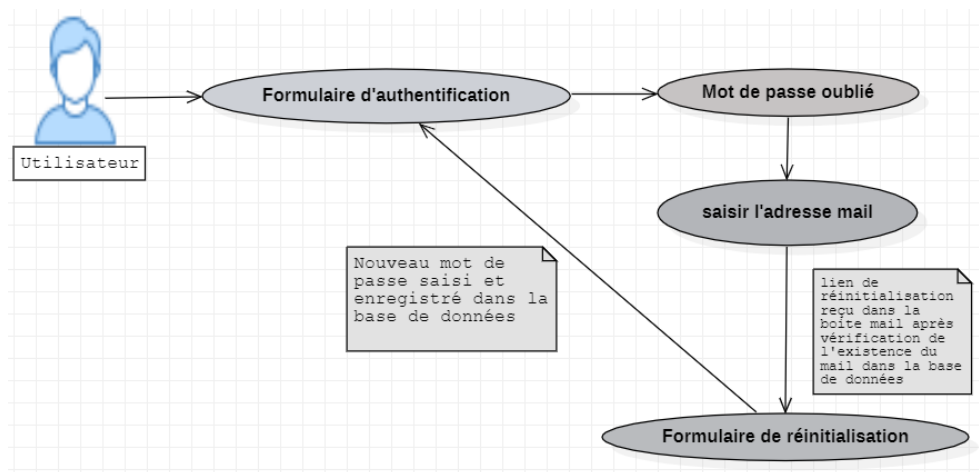 Utilisateur
Formulaire d'authentification
Mot de passe oublié
saisir l'adresse mail
Nouveau mot de
passe saisi et
enregistré dans la
base de données
lien de
réinitialisation
reçu dans la
boite mail après
vérification de
l'existence du
mail dans la base
de données
Formulaire de réinitialisation